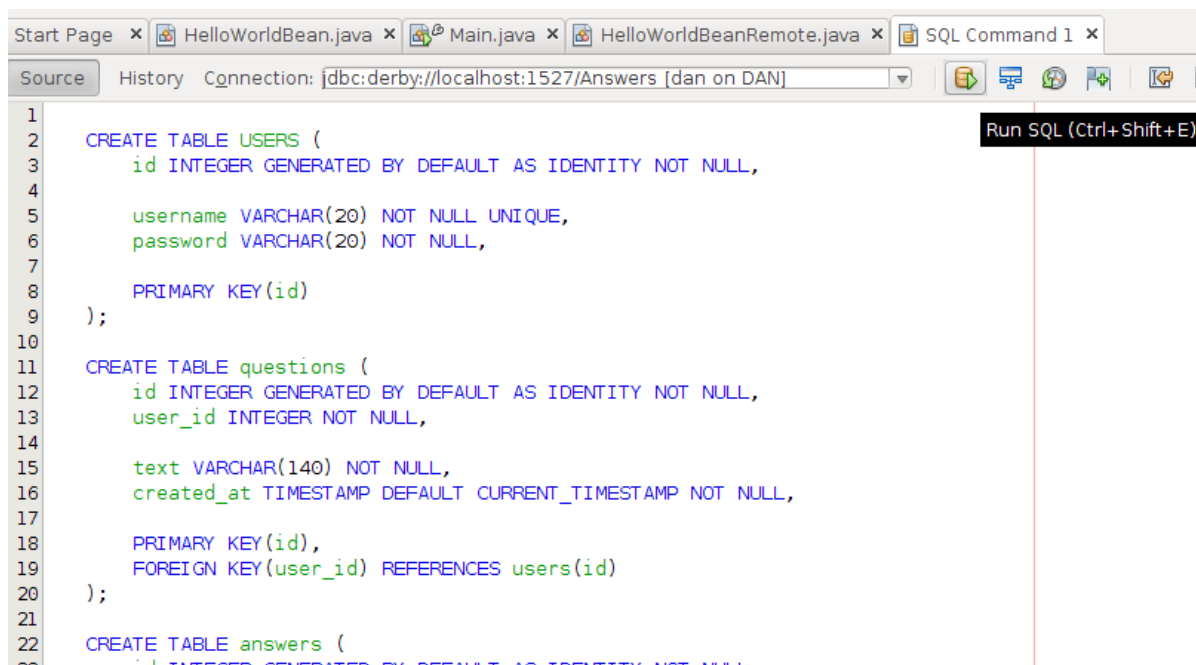 Start Page HelloWorldBean.java Main.java HelloWorldBeanRemote.java SQL Command 1
Source History Connection: jdbc:derby://localhost:1527/Answers [dan on DAN]
Run SQL (Ctrl+Shift+E)
1
2 CREATE TABLE USERS (
3 id INTEGER GENERATED BY DEFAULT AS IDENTITY NOT NULL,
4
5 username VARCHAR(20) NOT NULL UNIQUE,
6 password VARCHAR(20) NOT NULL,
7
8 PRIMARY KEY(id)
9 );
10
11 CREATE TABLE questions (
12 id INTEGER GENERATED BY DEFAULT AS IDENTITY NOT NULL,
13 user_id INTEGER NOT NULL,
14
15 text VARCHAR(140) NOT NULL,
16 created_at TIMESTAMP DEFAULT CURRENT_TIMESTAMP NOT NULL,
17
18 PRIMARY KEY(id),
19 FOREIGN KEY(user_id) REFERENCES users(id)
20 );
21
22 CREATE TABLE answers (